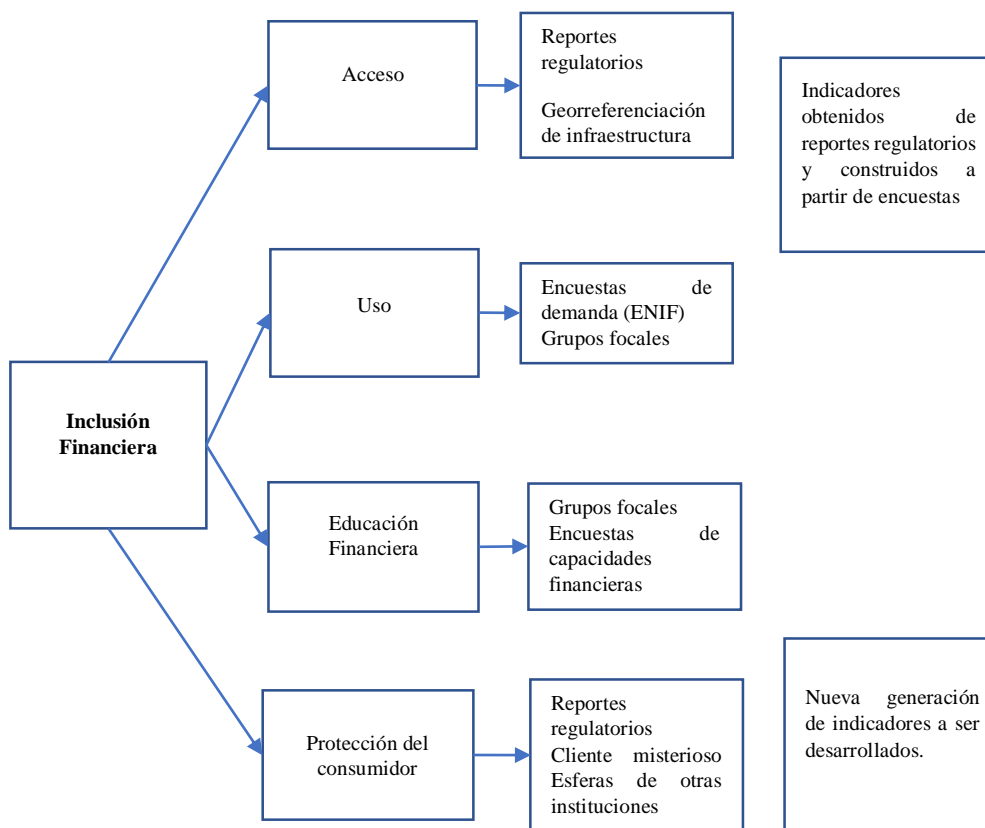 Acceso
Reportes
regulatorios
Georreferenciación
de infraestructura
Indicadores
obtenidos de
reportes regulatorios
y construidos a
partir de encuestas
Uso
Encuestas de
demanda (ENIF)
Grupos focales
Inclusión
Financiera
Educación
Financiera
Grupos focales
Encuestas de
capacidades
financieras
Protección del
consumidor
Reportes
regulatorios
Cliente misterioso
Esferas de otras
instituciones
Nueva generación
de indicadores a ser
desarrollados.